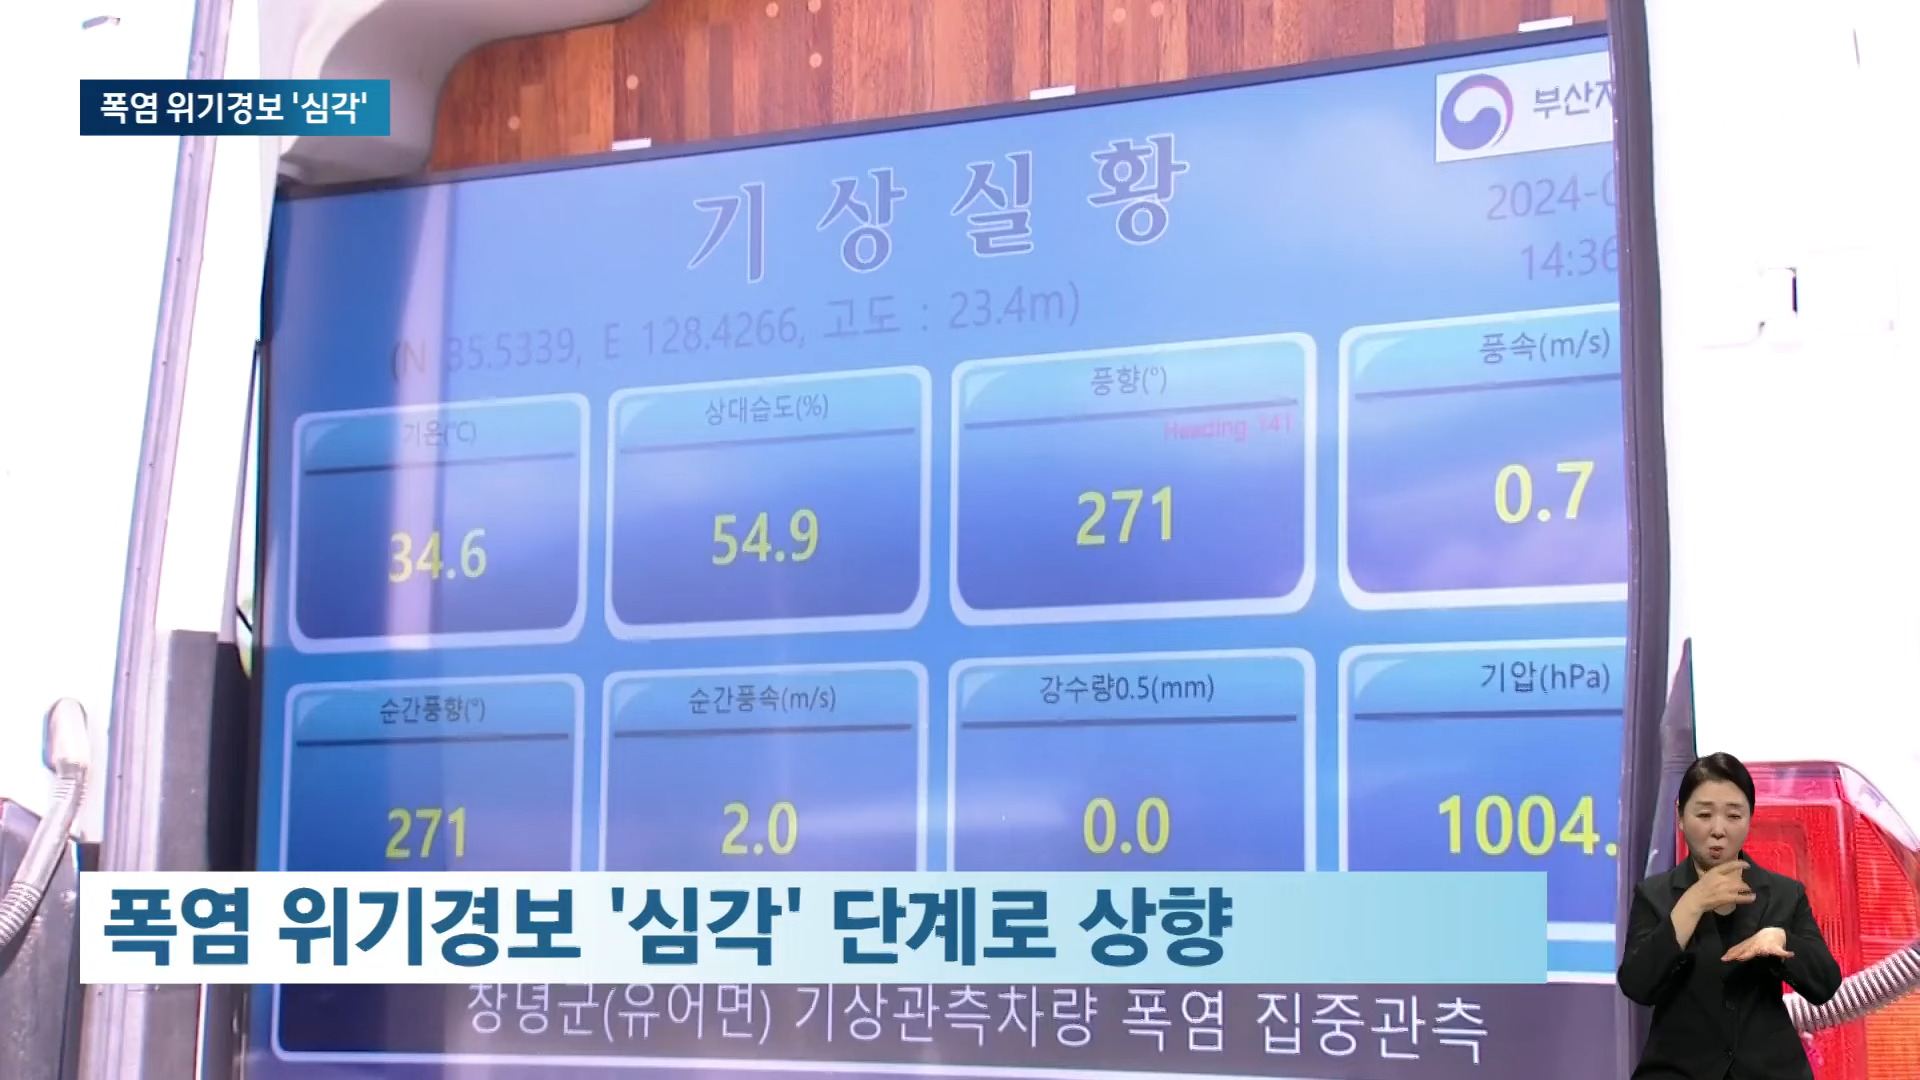 폭염 위기경보 '심각'
기상실황
2024-
14:36
(N 35.5339, E 128.4266, 고도 : 23.4m)
기온(℃)
상대습도(%)
풍향(°)
풍속(m/s)
Heading 141
34.6
54.9
271
0.7
순간풍향(°)
순간풍속(m/s)
강수량0.5(mm)
기압(hPa)
271
2.0
0.0
1004.
폭염 위기경보 '심각' 단계로 상향
창녕군(유어면) 기상관측차량 폭염 집중관측